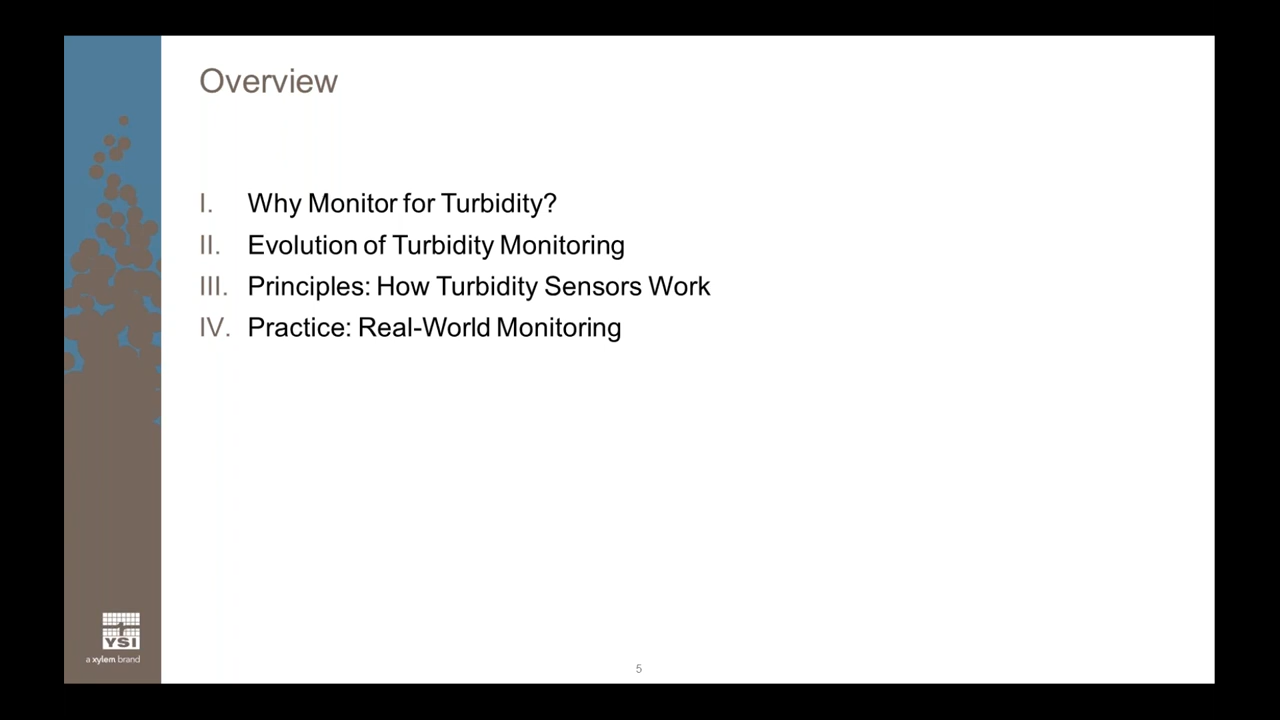 Overview
I. Why Monitor for Turbidity?
II. Evolution of Turbidity Monitoring
III. Principles: How Turbidity Sensors Work
IV. Practice: Real-World Monitoring
YSI
a xylem brand
5